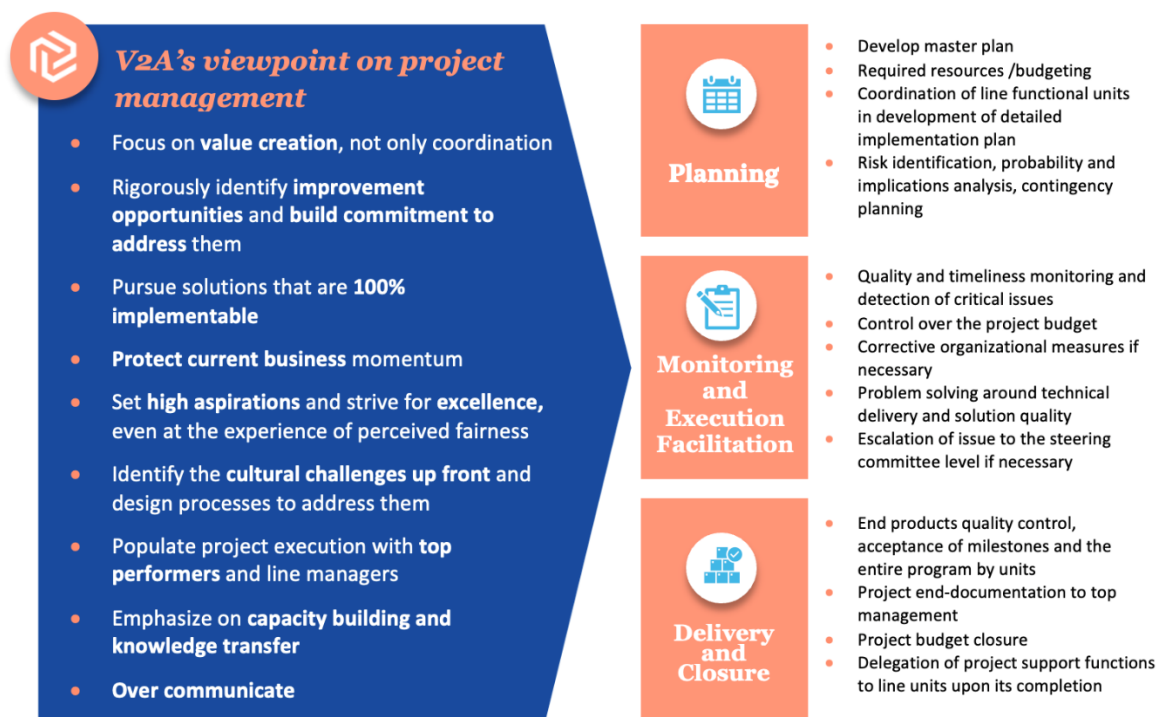 V2A's viewpoint on project
management
• Focus on value creation, not only coordination
• Rigorously identify improvement
opportunities and build commitment to
address them
• Pursue solutions that are 100%
implementable
• Protect current business momentum
• Set high aspirations and strive for excellence,
even at the experience of perceived fairness
• Identify the cultural challenges up front and
design processes to address them
• Populate project execution with top
performers and line managers
• Emphasize on capacity building and
knowledge transfer
• Over communicate
Planning
• Develop master plan
• Required resources /budgeting
• Coordination of line functional units
in development of detailed
implementation plan
• Risk identification, probability and
implications analysis, contingency
planning
Monitoring
and
Execution
Facilitation
• Quality and timeliness monitoring and
detection of critical issues
• Control over the project budget
• Corrective organizational measures if
necessary
• Problem solving around technical
delivery and solution quality
• Escalation of issue to the steering
committee level if necessary
Delivery
and
Closure
• End products quality control,
acceptance of milestones and the
entire program by units
• Project end-documentation to top
management
• Project budget closure
• Delegation of project support functions
to line units upon its completion